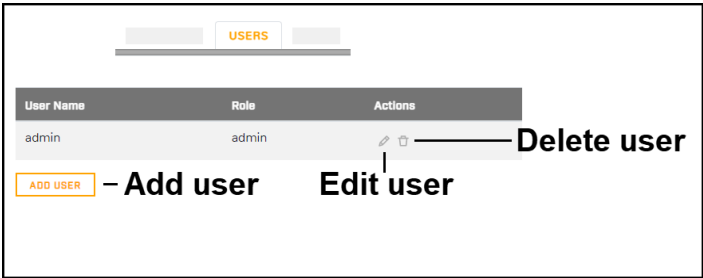 USERS
User Name Role Actions
admin admin
Delete user
ADD USER Add user Edit user